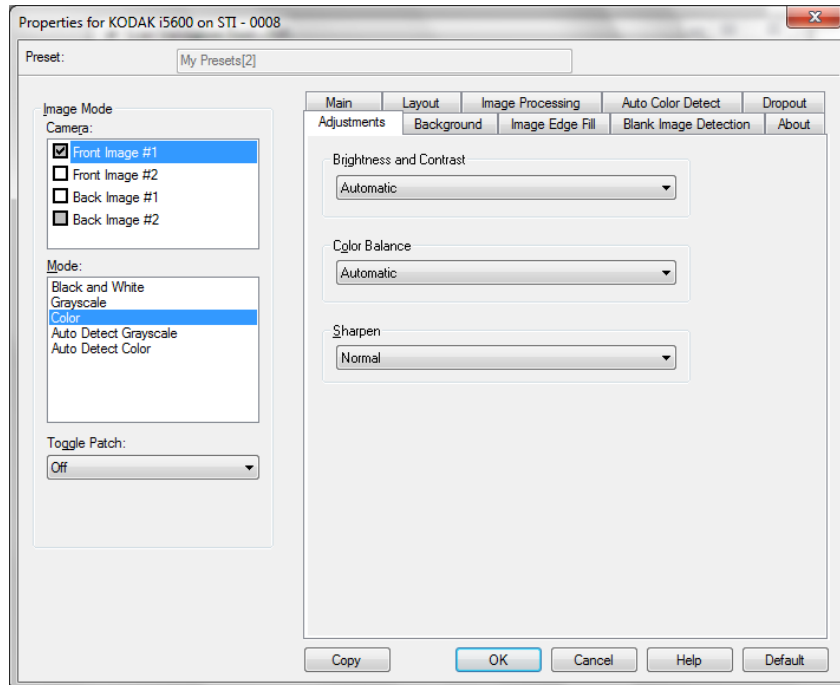 Properties for KODAK i5600 on STI - 0008
Preset:
My Presets[2]
Image Mode
Camera:
Front Image #1
Front Image #2
Back Image #1
Back Image #2
Mode:
Black and White
Grayscale
Color
Auto Detect Grayscale
Auto Detect Color
Toggle Patch:
Off
Main Layout Image Processing Auto Color Detect Dropout
Adjustments Background Image Edge Fill Blank Image Detection About
Brightness and Contrast
Automatic
Color Balance
Automatic
Sharpen
Normal
Copy OK Cancel Help Default